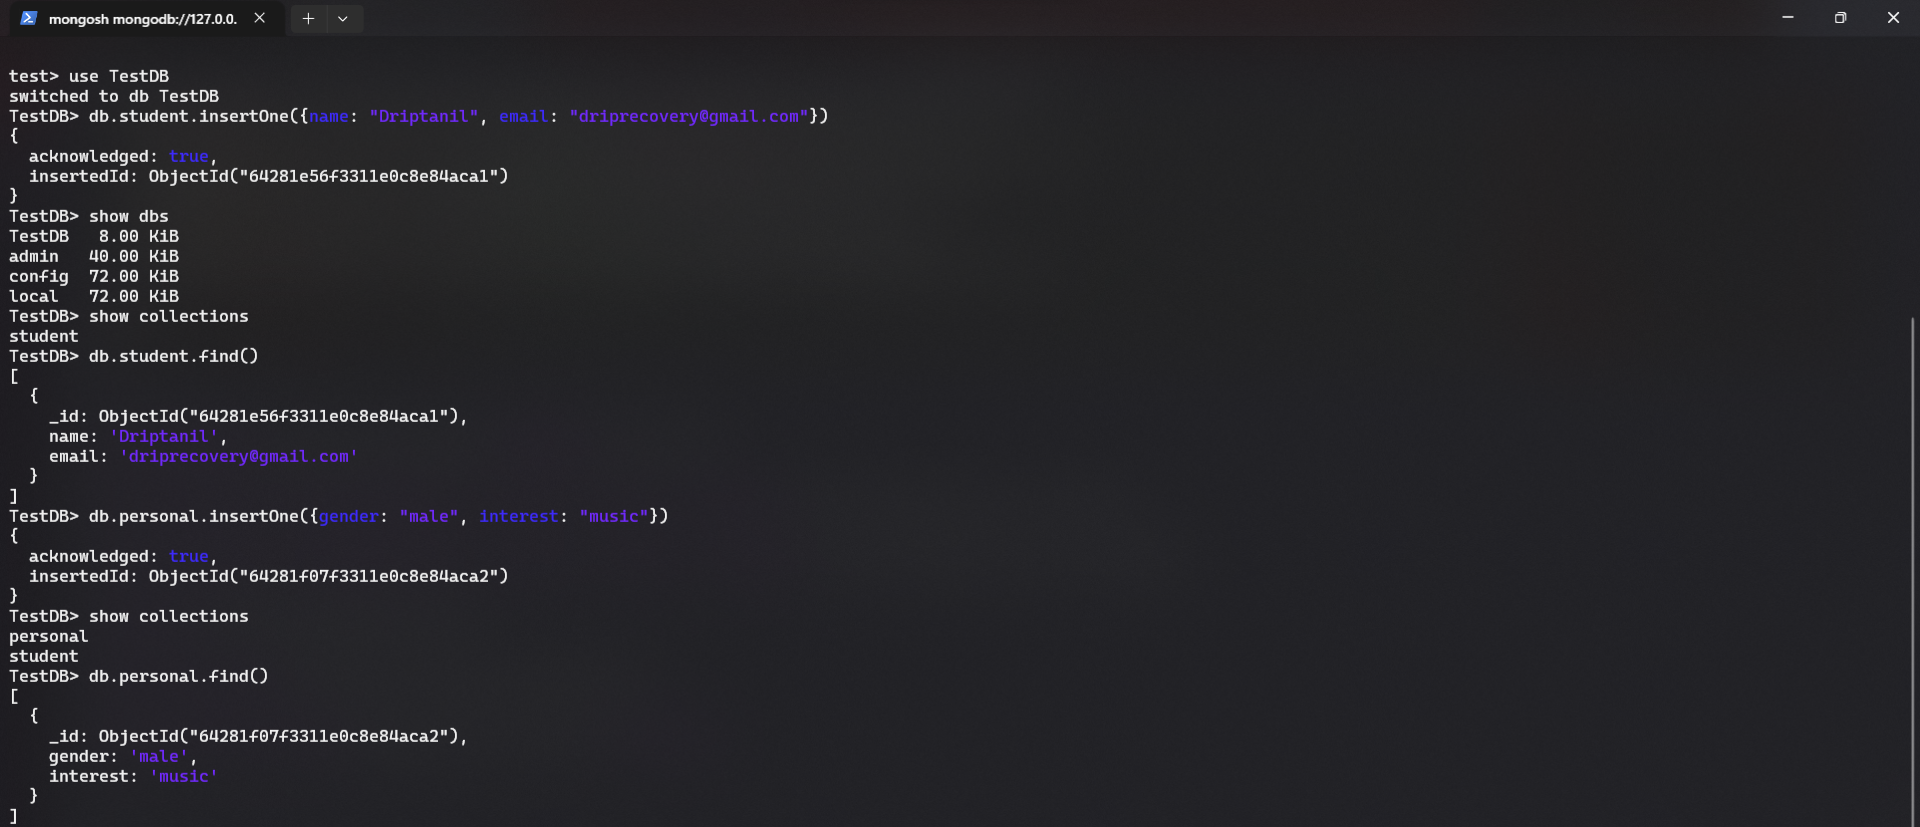 mongosh mongodb://127.0.0.
test> use TestDB
switched to db TestDB
TestDB> db.student.insertOne({name: "Driptanil", email: "driprecovery@gmail.com"})
{
  acknowledged: true,
  insertedId: ObjectId("64281e56f3311e0c8e84aca1")
}
TestDB> show dbs
TestDB   8.00 KiB
admin   40.00 KiB
config  72.00 KiB
local   72.00 KiB
TestDB> show collections
student
TestDB> db.student.find()
[
  {
    _id: ObjectId("64281e56f3311e0c8e84aca1"),
    name: 'Driptanil',
    email: 'driprecovery@gmail.com'
  }
]
TestDB> db.personal.insertOne({gender: "male", interest: "music"})
{
  acknowledged: true,
  insertedId: ObjectId("64281f07f3311e0c8e84aca2")
}
TestDB> show collections
personal
student
TestDB> db.personal.find()
[
  {
    _id: ObjectId("64281f07f3311e0c8e84aca2"),
    gender: 'male',
    interest: 'music'
  }
]